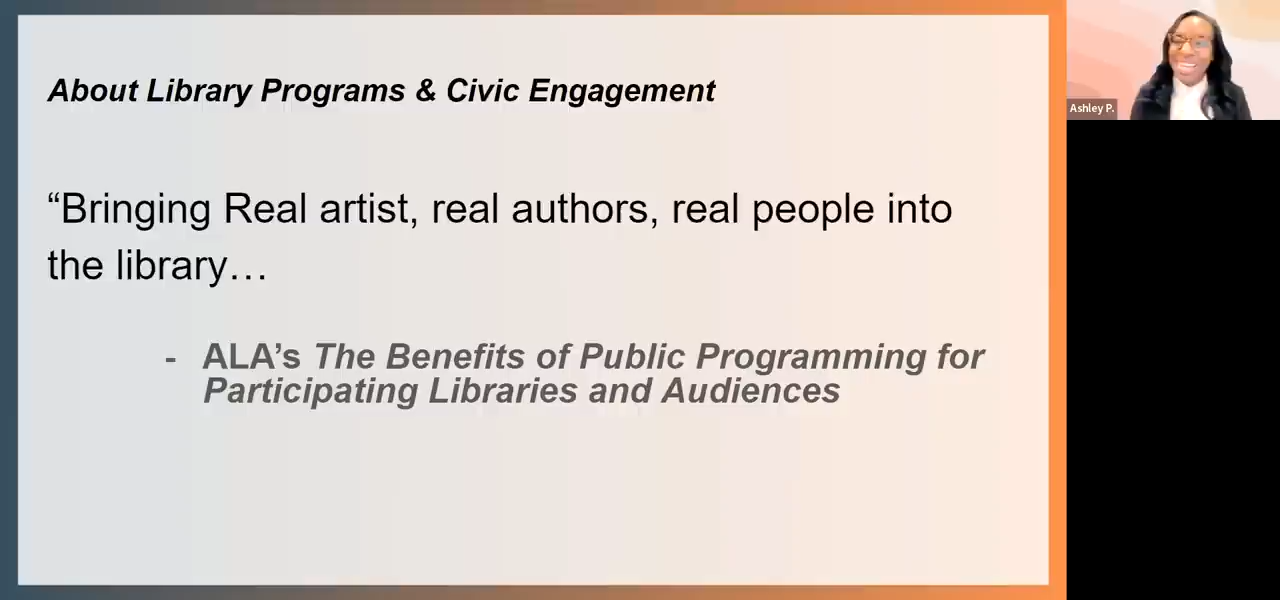 About Library Programs & Civic Engagement
“Bringing Real artist, real authors, real people into
the library…
- ALA’s The Benefits of Public Programming for
Participating Libraries and Audiences
Ashley P.